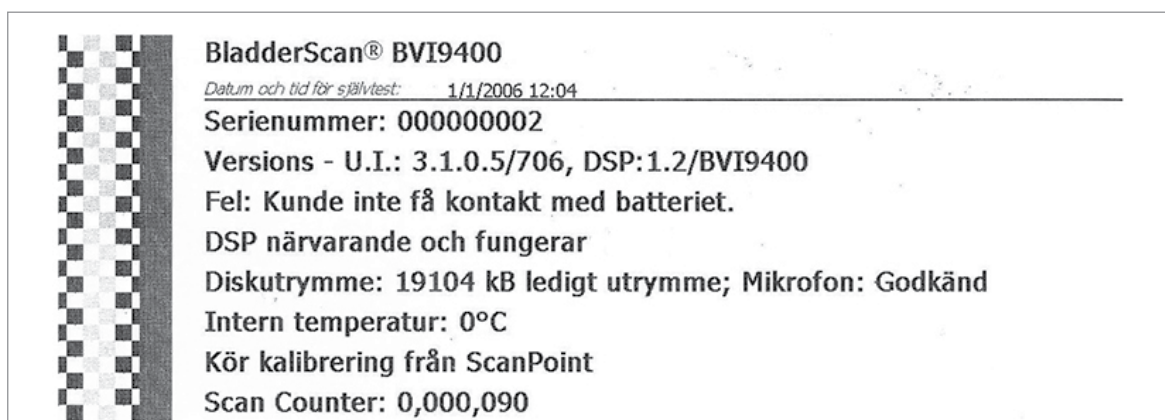 BladderScan® BVI9400
Datum och tid för självtest: 1/1/2006 12:04
Serienummer: 000000002
Versions - U.I.: 3.1.0.5/706, DSP:1.2/BVI9400
Fel: Kunde inte få kontakt med batteriet.
DSP närvarande och fungerar
Diskutrymme: 19104 kB ledigt utrymme; Mikrofon: Godkänd
Intern temperatur: 0°C
Kör kalibrering från ScanPoint
Scan Counter: 0,000,090